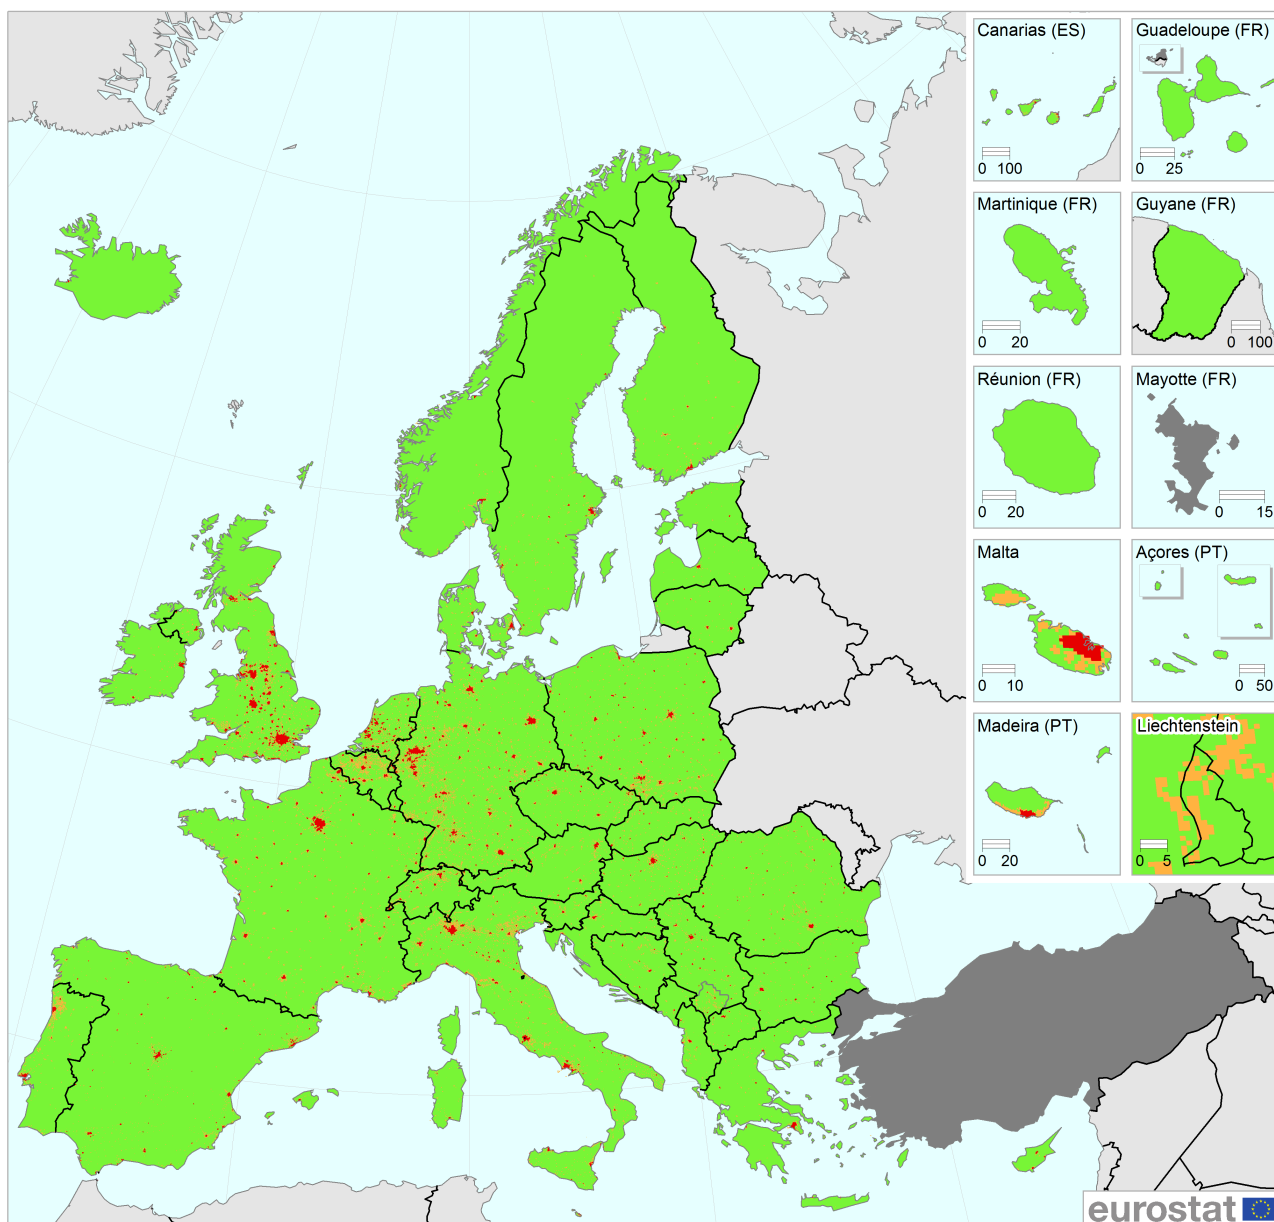 Canarias (ES)
0 100
Guadeloupe (FR)
0 25
Martinique (FR)
0 20
Guyane (FR)
0 100
Réunion (FR)
0 20
Mayotte (FR)
0 15
Malta
0 10
Açores (PT)
0 50
Madeira (PT)
0 20
Liechtenstein
0 5
eurostat